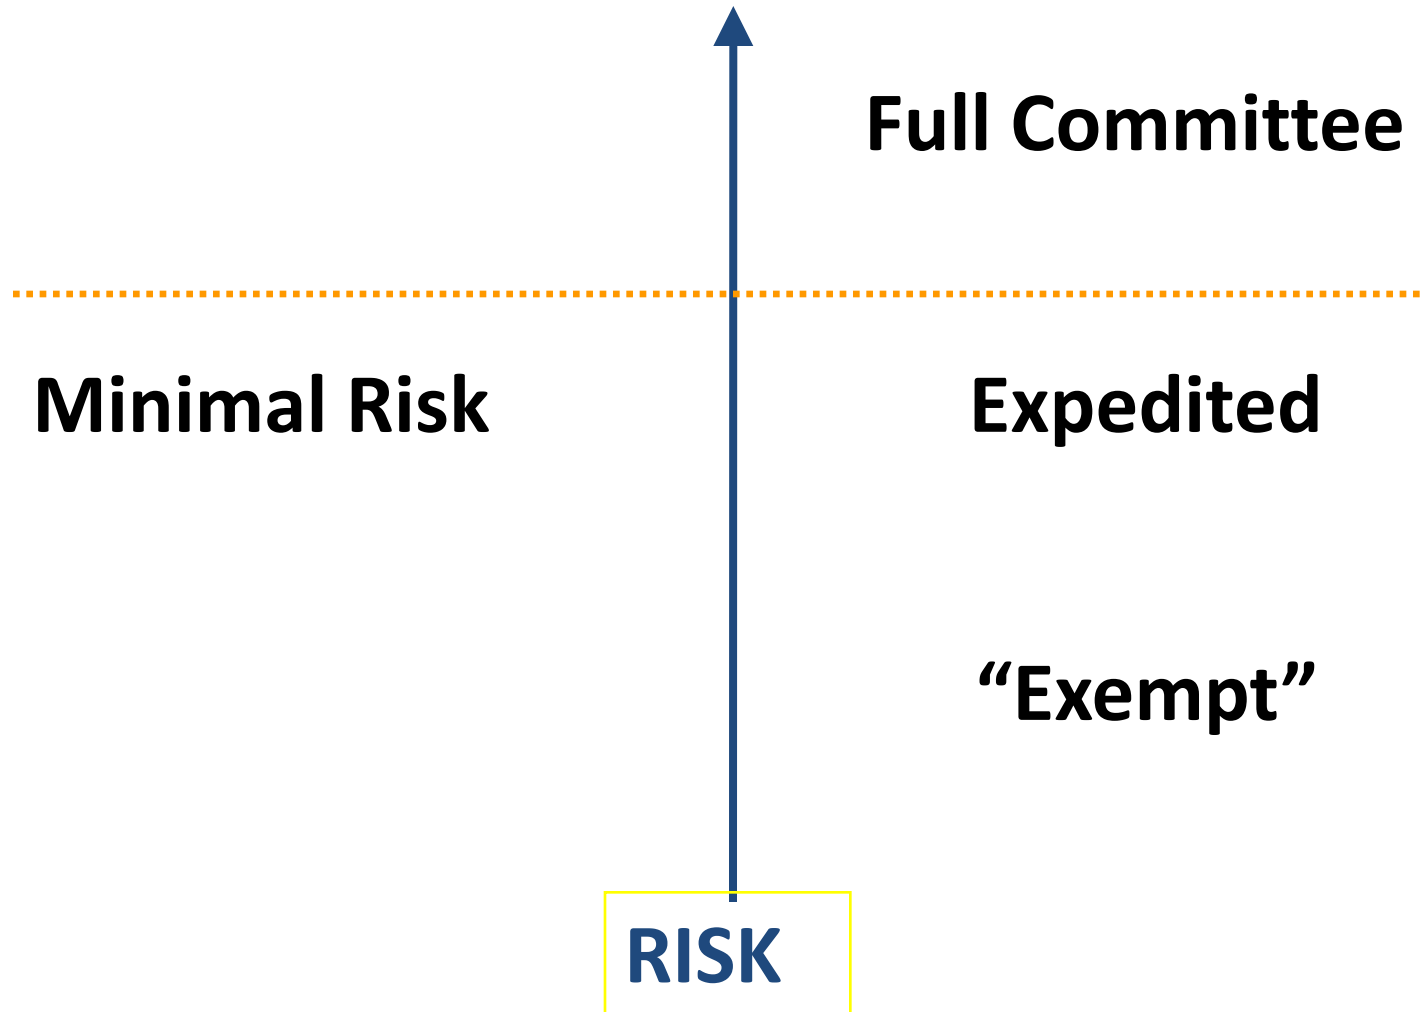 Full Committee
Minimal Risk
Expedited
“Exempt”
RISK